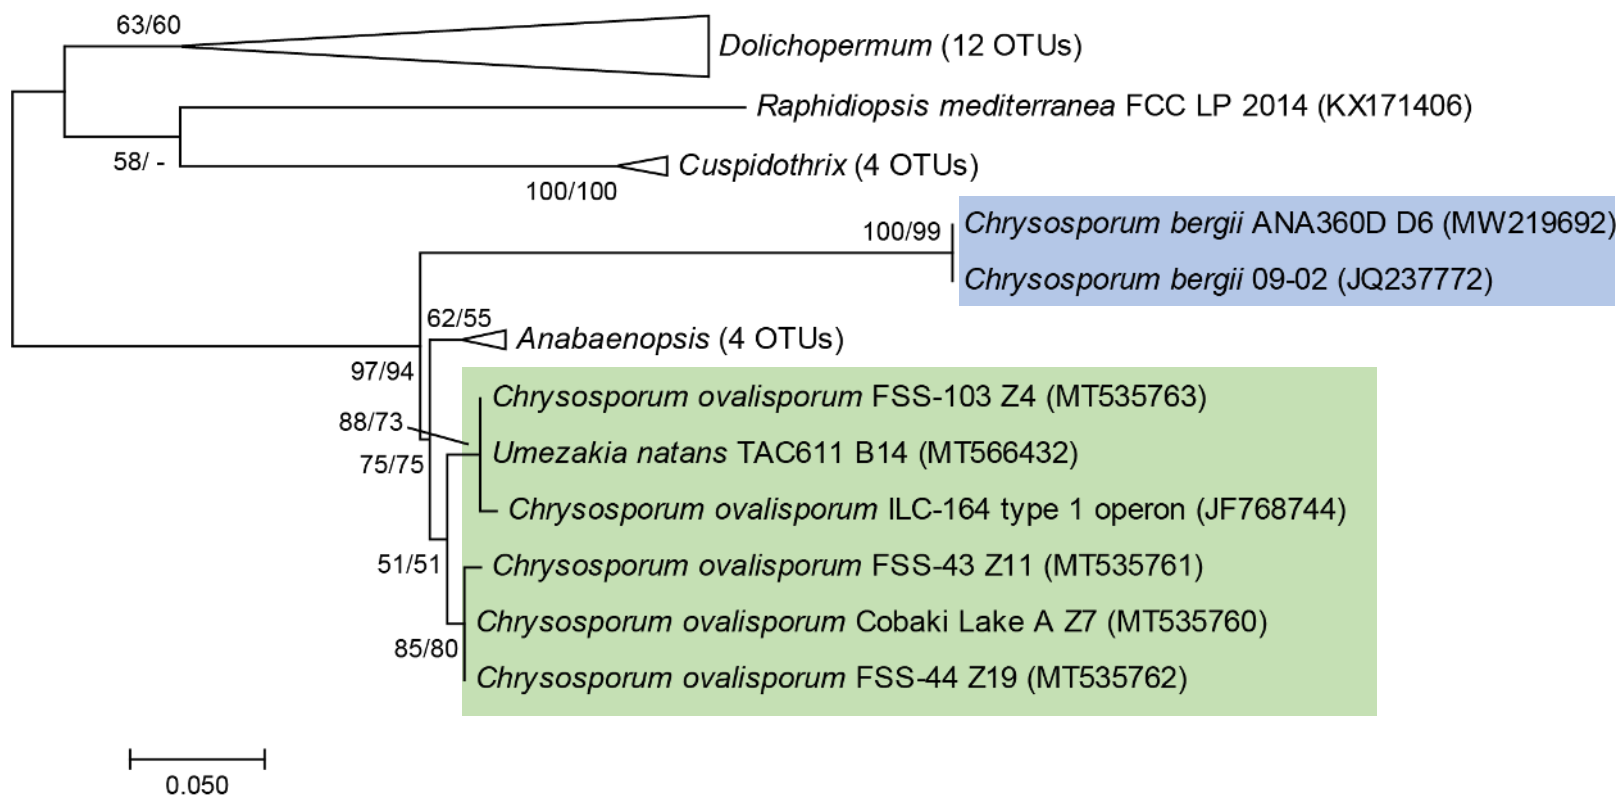 63/60
Dolichopermum (12 OTUs)
Raphidiopsis mediterranea FCC LP 2014 (KX171406)
58/ -
Cuspidothrix (4 OTUs)
100/100
100/99
Chrysosporum bergii ANA360D D6 (MW219692)
Chrysosporum bergii 09-02 (JQ237772)
62/55
Anabaenopsis (4 OTUs)
97/94
Chrysosporum ovalisporum FSS-103 Z4 (MT535763)
88/73
Umezakia natans TAC611 B14 (MT566432)
75/75
Chrysosporum ovalisporum ILC-164 type 1 operon (JF768744)
51/51
Chrysosporum ovalisporum FSS-43 Z11 (MT535761)
Chrysosporum ovalisporum Cobaki Lake A Z7 (MT535760)
85/80
Chrysosporum ovalisporum FSS-44 Z19 (MT535762)
0.050